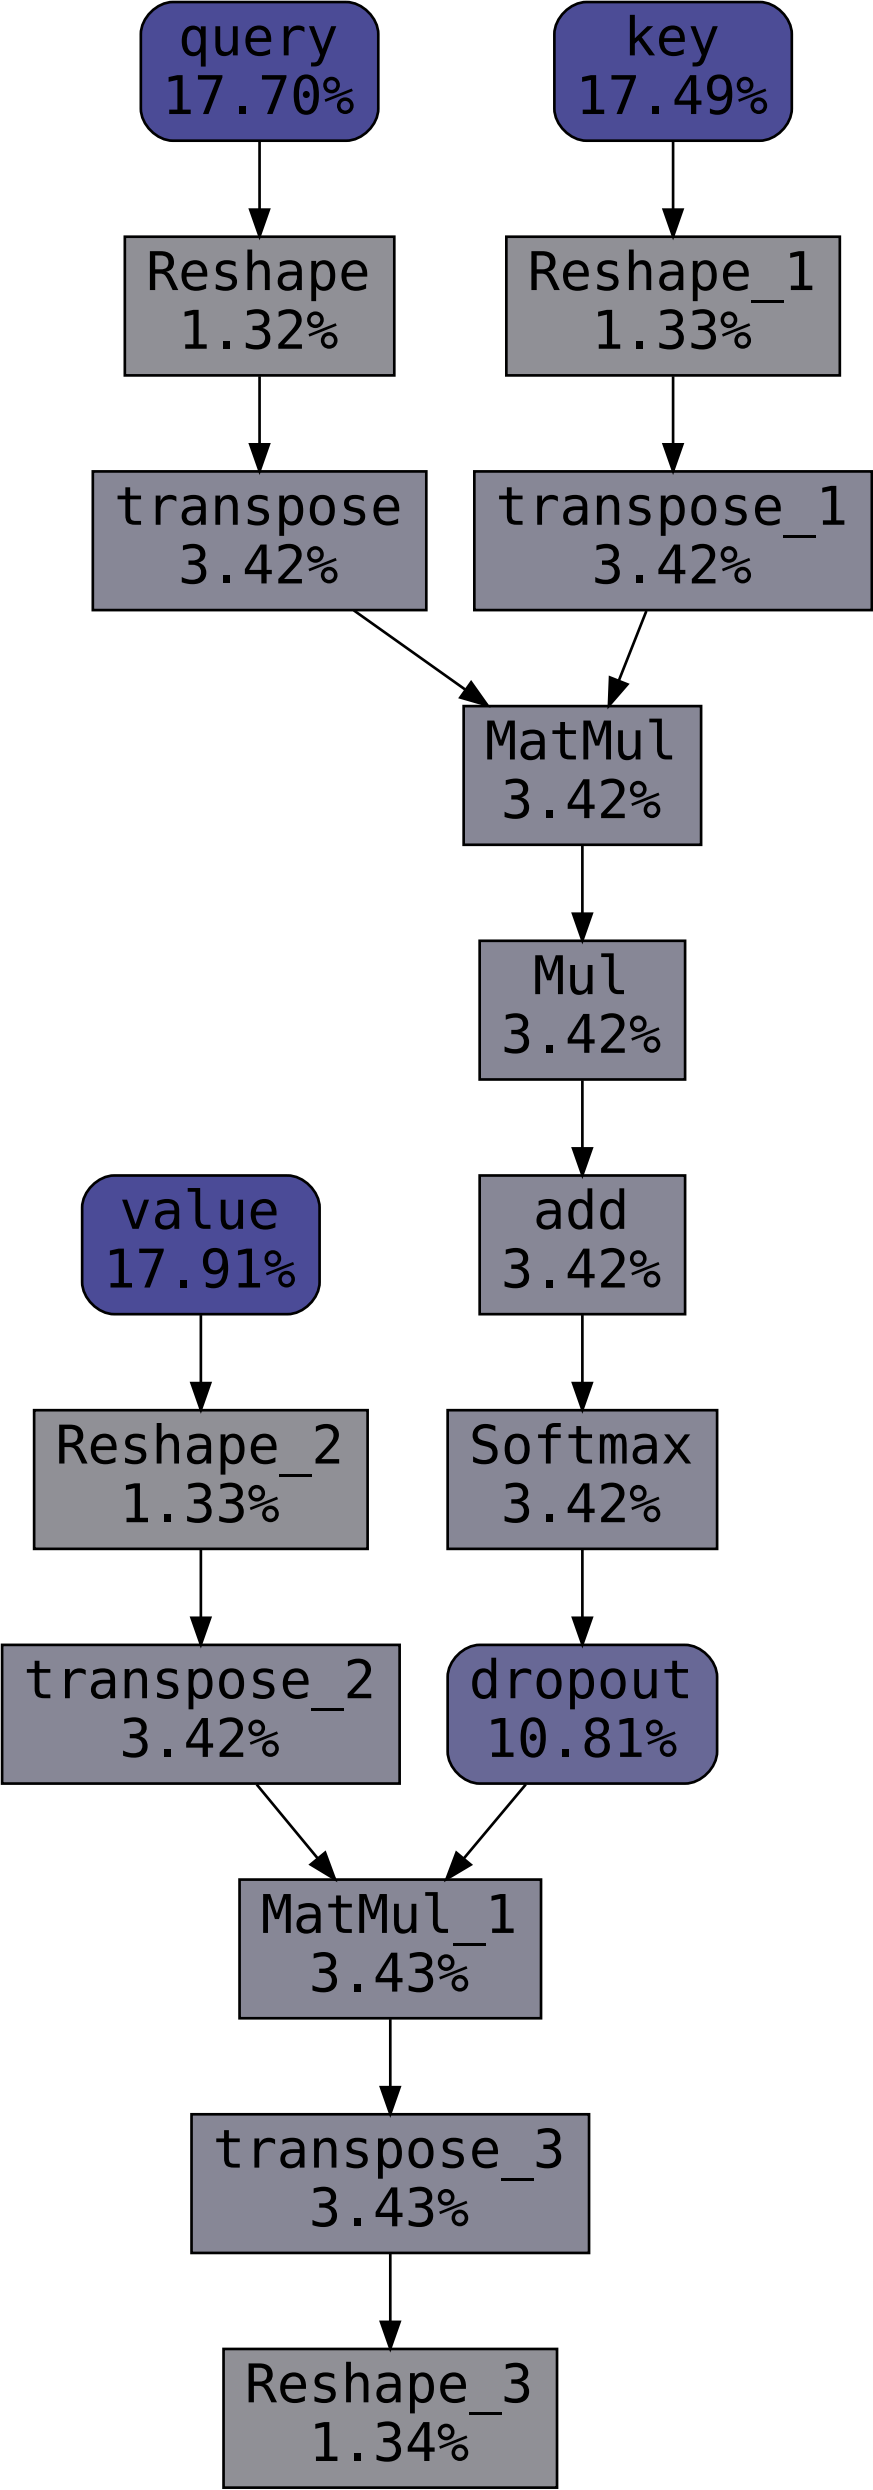 query
17.70%
key
17.49%
Reshape
1.32%
Reshape_1
1.33%
transpose
3.42%
transpose_1
3.42%
MatMul
3.42%
Mul
3.42%
add
3.42%
value
17.91%
Softmax
3.42%
Reshape_2
1.33%
dropout
10.81%
transpose_2
3.42%
MatMul_1
3.43%
transpose_3
3.43%
Reshape_3
1.34%